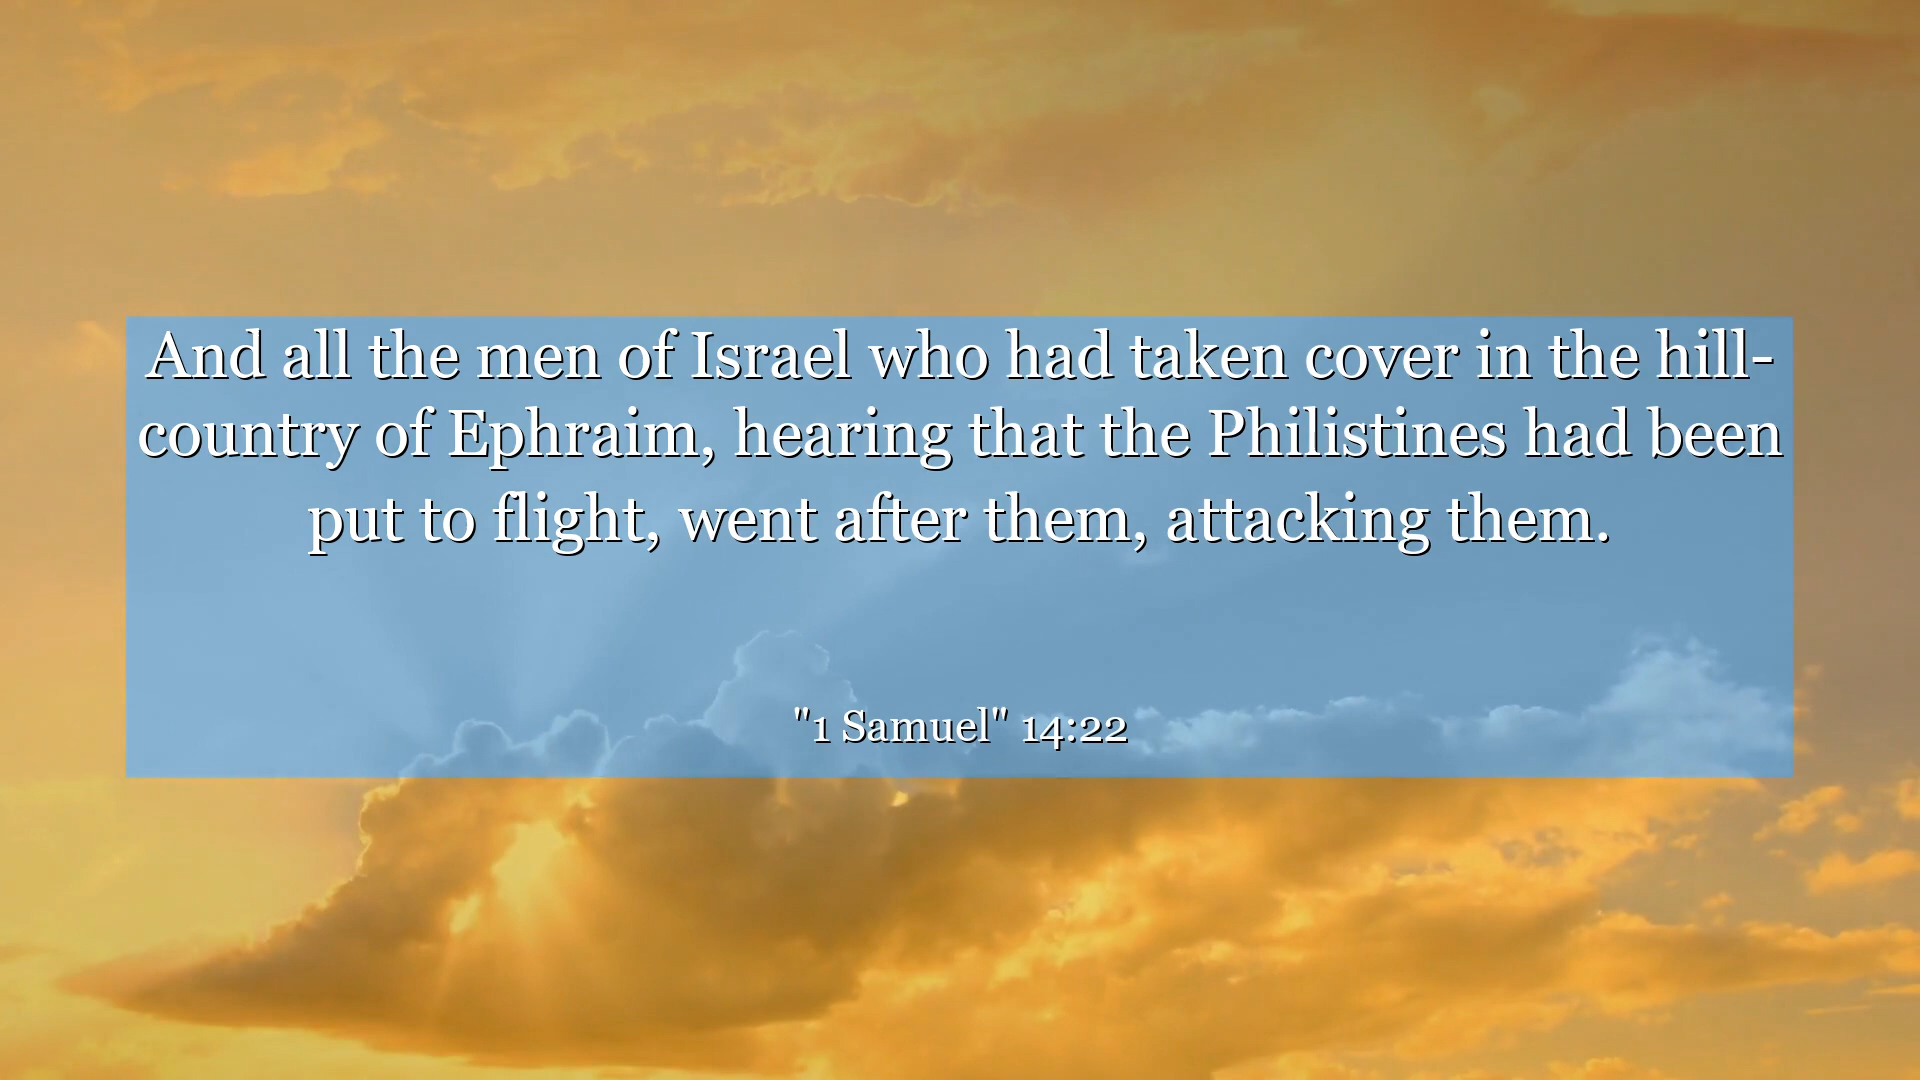 And all the men of Israel who had taken cover in the hill-
country of Ephraim, hearing that the Philistines had been
put to flight, went after them, attacking them.
"1 Samuel" 14:22